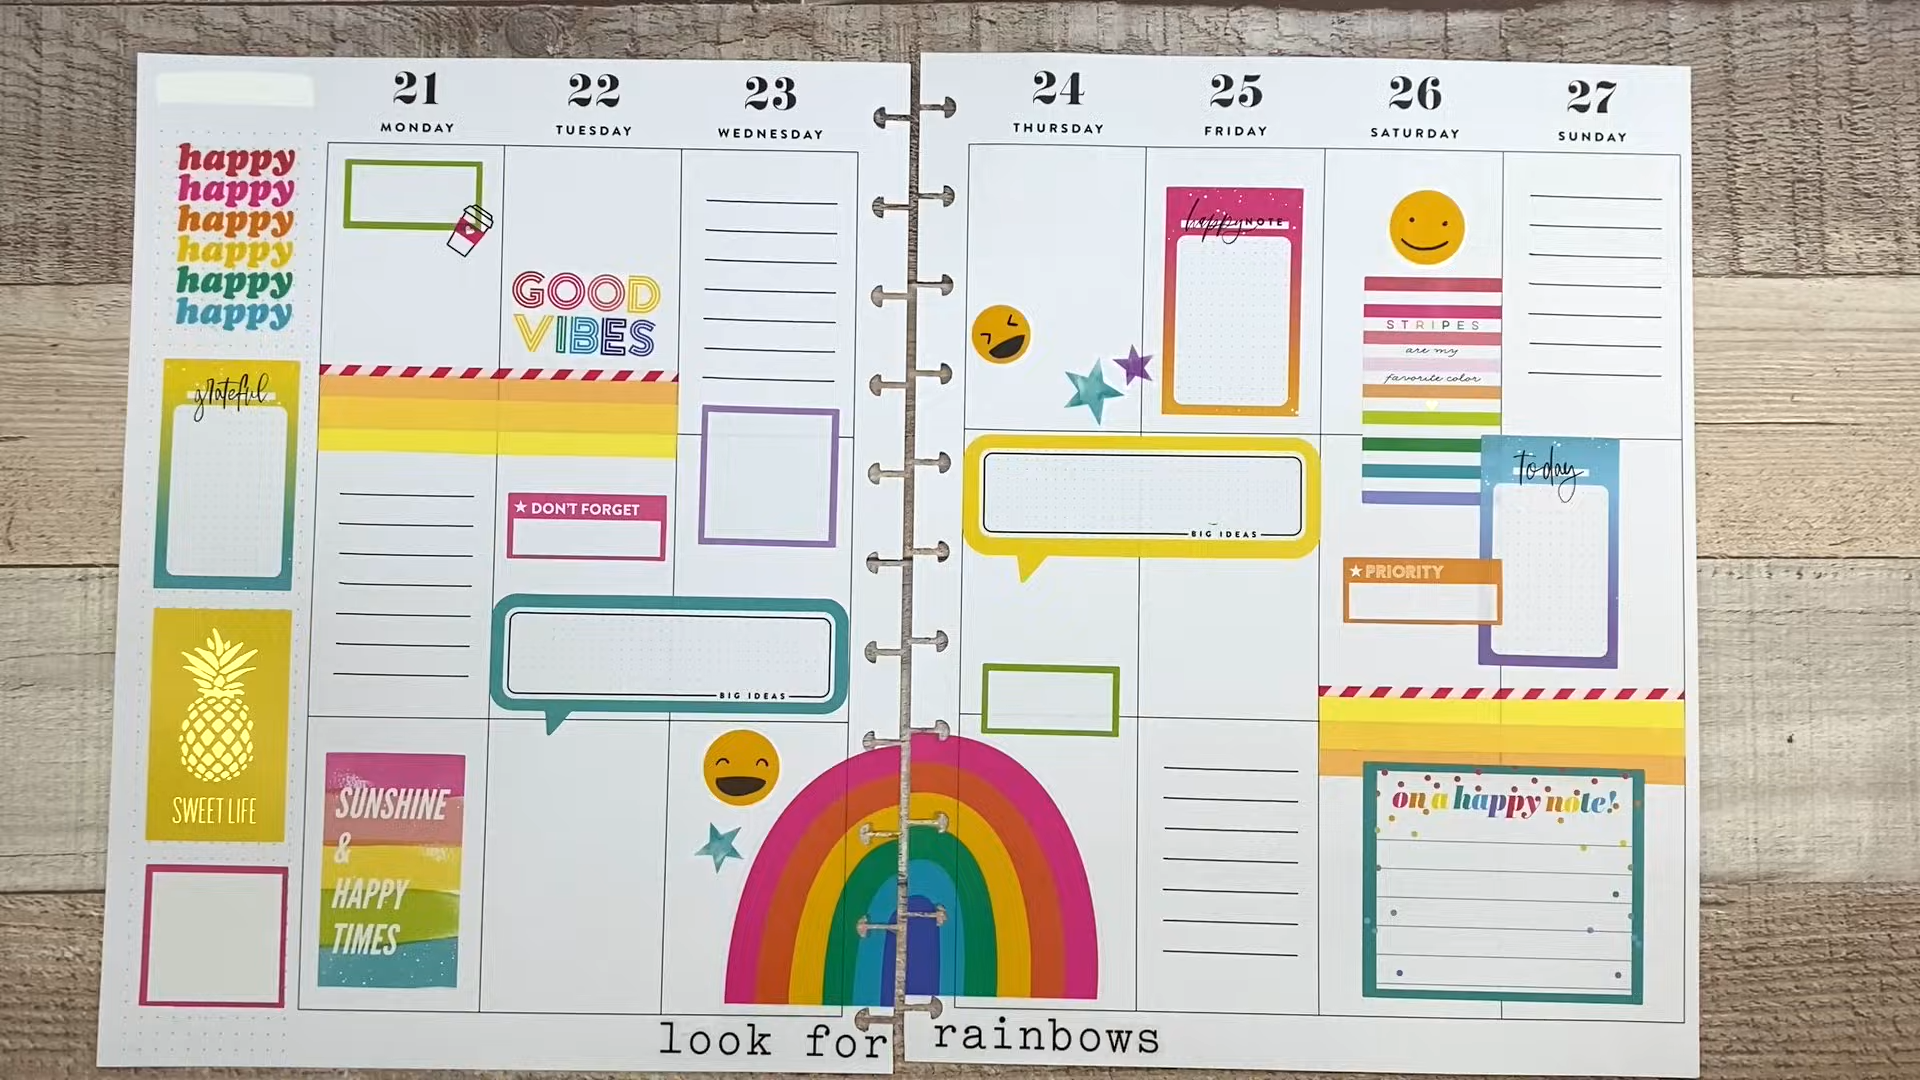 21
MONDAY
22
TUESDAY
23
WEDNESDAY
24
THURSDAY
25
FRIDAY
26
SATURDAY
27
SUNDAY
happy
happy
happy
happy
happy
happy
grateful
SWEET LIFE
GOOD
VIBES
★ DON'T FORGET
BIG IDEAS
SUNSHINE
&
HAPPY
TIMES
happy NOTE
STRIPES
are my
favorite color
BIG IDEAS
today
★ PRIORITY
on a happy note!
look for rainbows